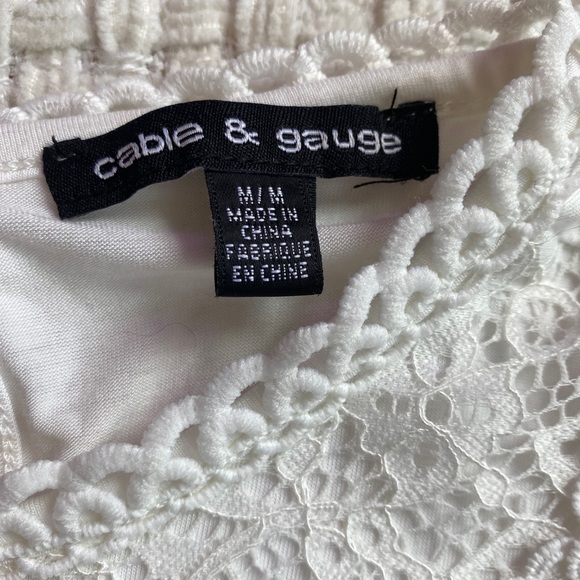 cable & gauge
M/M
MADE IN
CHINA
FABRIQUE
EN CHINE